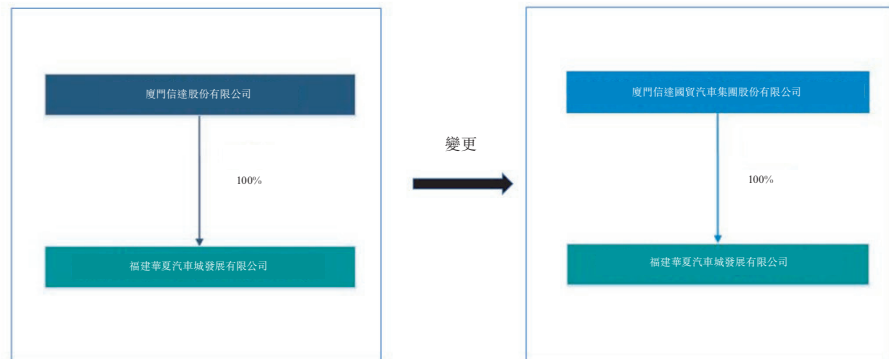 廈門信達股份有限公司
100%
福建華夏汽車城發展有限公司
變更
廈門信達國貿汽車集團股份有限公司
100%
福建華夏汽車城發展有限公司